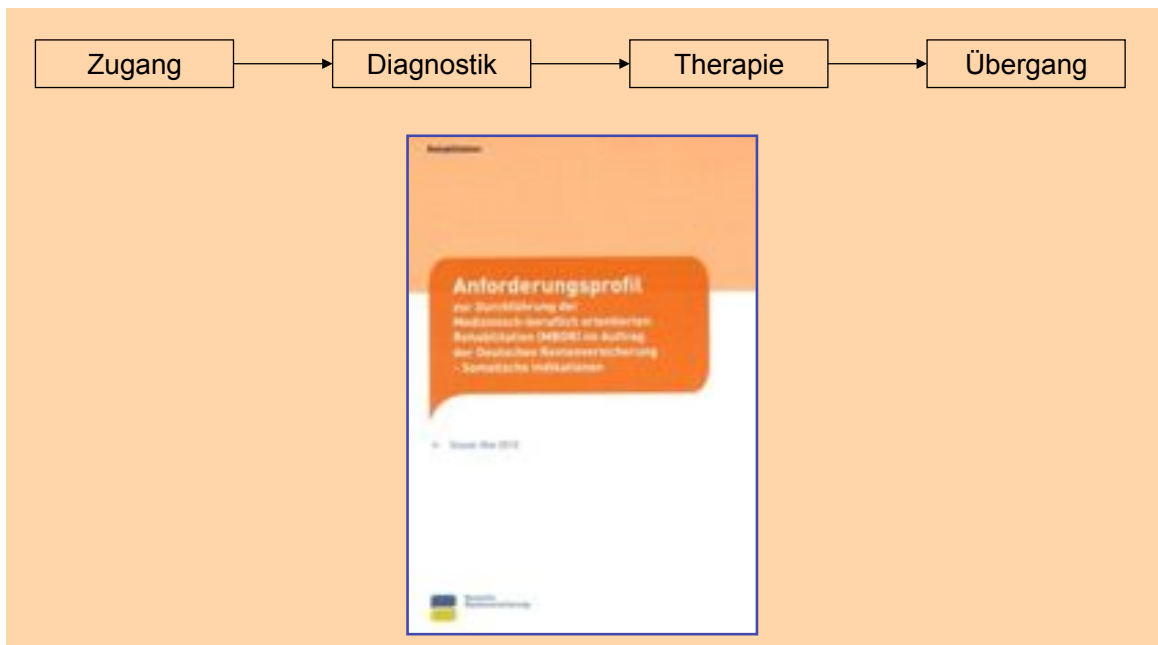 Zugang
Diagnostik
Therapie
Übergang
Anforderungsprofil
zur Durchführung der
Medizinisch-beruflich orientierten
Rehabilitation (MBOR) im Auftrag
der Deutschen Rentenversicherung
- Somatische Indikationen
Deutsche
Rentenversicherung